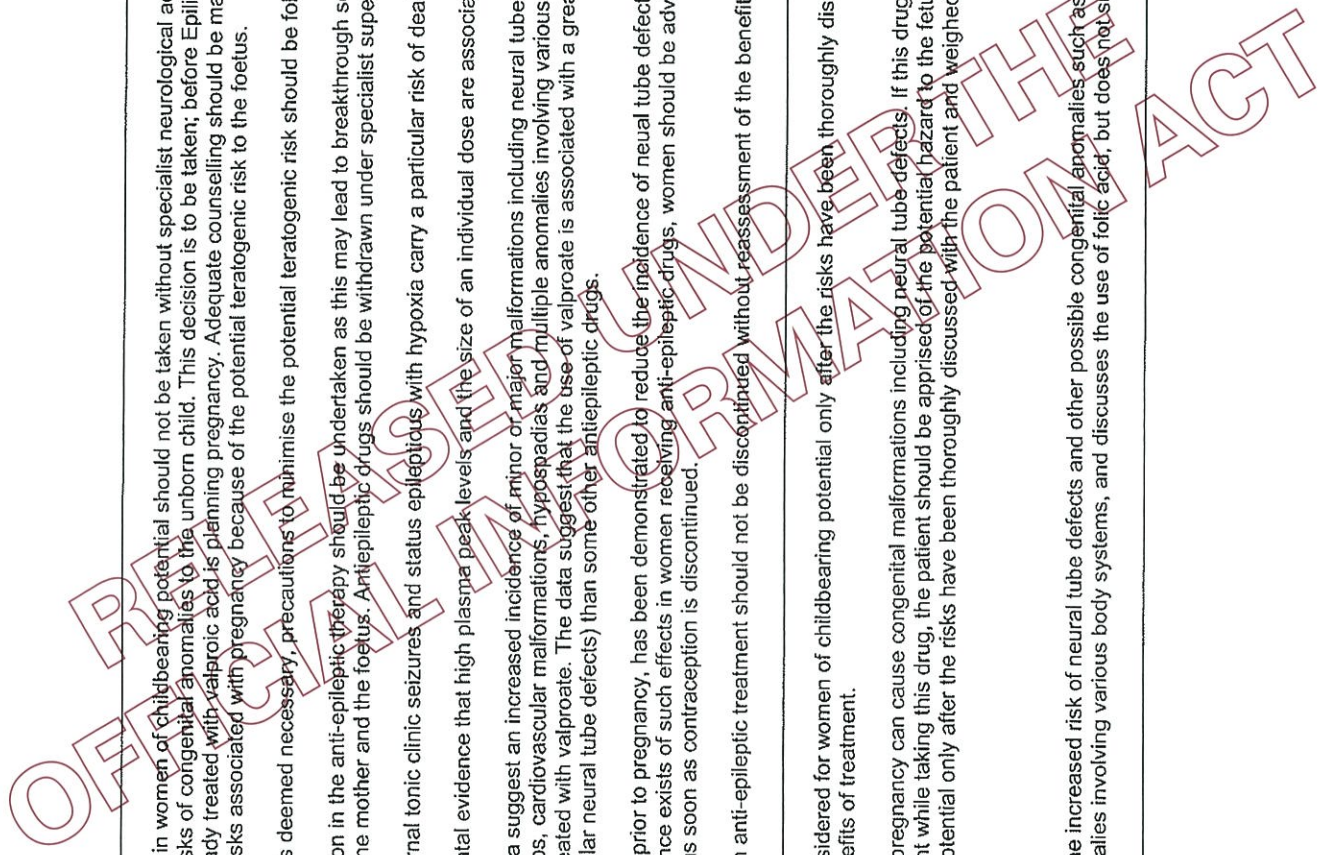 in women of childbearing potential should not be taken without specialist neurological
sks of congenital anomalies to the unborn child. This decision is to be taken; before Epili
dy treated with valproic acid is planning pregnancy. Adequate counselling should be ma
sks associated with pregnancy because of the potential teratogenic risk to the foetus.
s deemed necessary, precautions to minimise the potential teratogenic risk should be fol
on in the anti-epileptic therapy should be undertaken as this may lead to breakthrough
he mother and the foetus. Antiepileptic drugs should be withdrawn under specialist supe
rnal tonic clinic seizures and status epileptious with hypoxia carry a particular risk of dea
ntal evidence that high plasma peak levels and the size of an individual dose are associa
a suggest an increased incidence of minor or major malformations including neural tube
os, cardiovascular malformations, hypospadias and multiple anomalies involving various
eated with valproate. The data suggest that the use of valproate is associated with a grea
lar neural tube defects) than some other antiepileptic drugs.
prior to pregnancy, has been demonstrated to reduce the incidence of neual tube defect
nce exists of such effects in women receiving anti-epileptic drugs, women should be adv
s soon as contraception is discontinued.
n anti-epileptic treatment should not be discontinued without reassessment of the benefit
sidered for women of childbearing potential only after the risks have been thoroughly dis
efits of treatment.
pregnancy can cause congenital malformations including neural tube defects. If this drug
nt while taking this drug, the patient should be apprised of the potential hazard to the fetu
otential only after the risks have been thoroughly discussed with the patient and weighed
e increased risk of neural tube defects and other possible congenital anomalies such as
alies involving various body systems, and discusses the use of folic acid, but does not s
RELEASED UNDER THE
OFFICIAL INFORMATION ACT